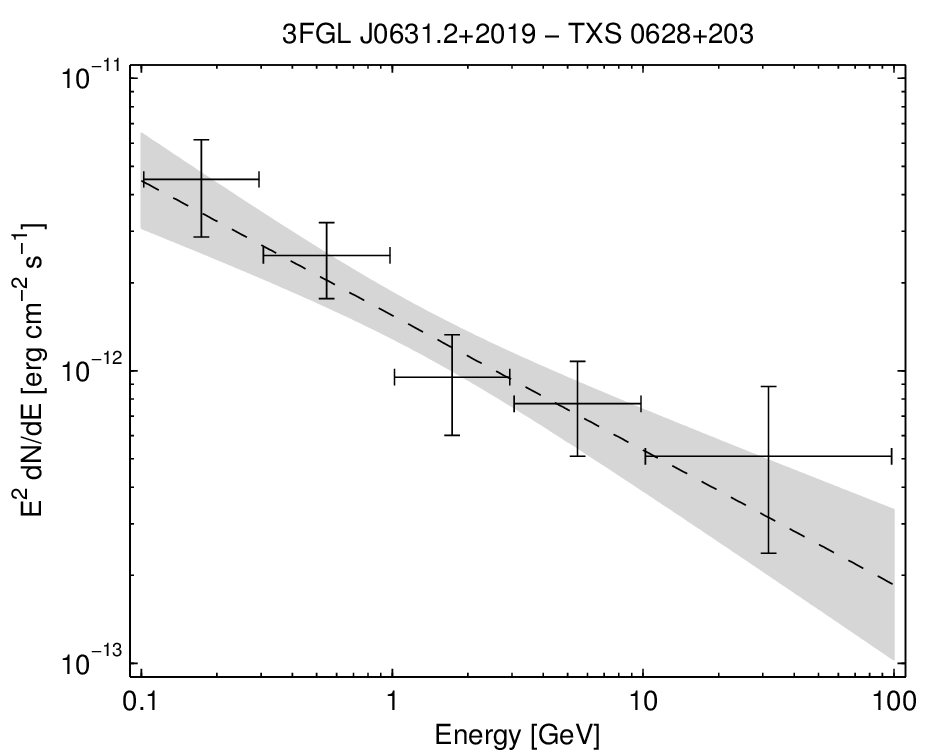 3FGL J0631.2+2019 − TXS 0628+203
10⁻¹¹
10⁻¹²
10⁻¹³
E² dN/dE [erg cm⁻² s⁻¹]
0.1 1 10 100
Energy [GeV]